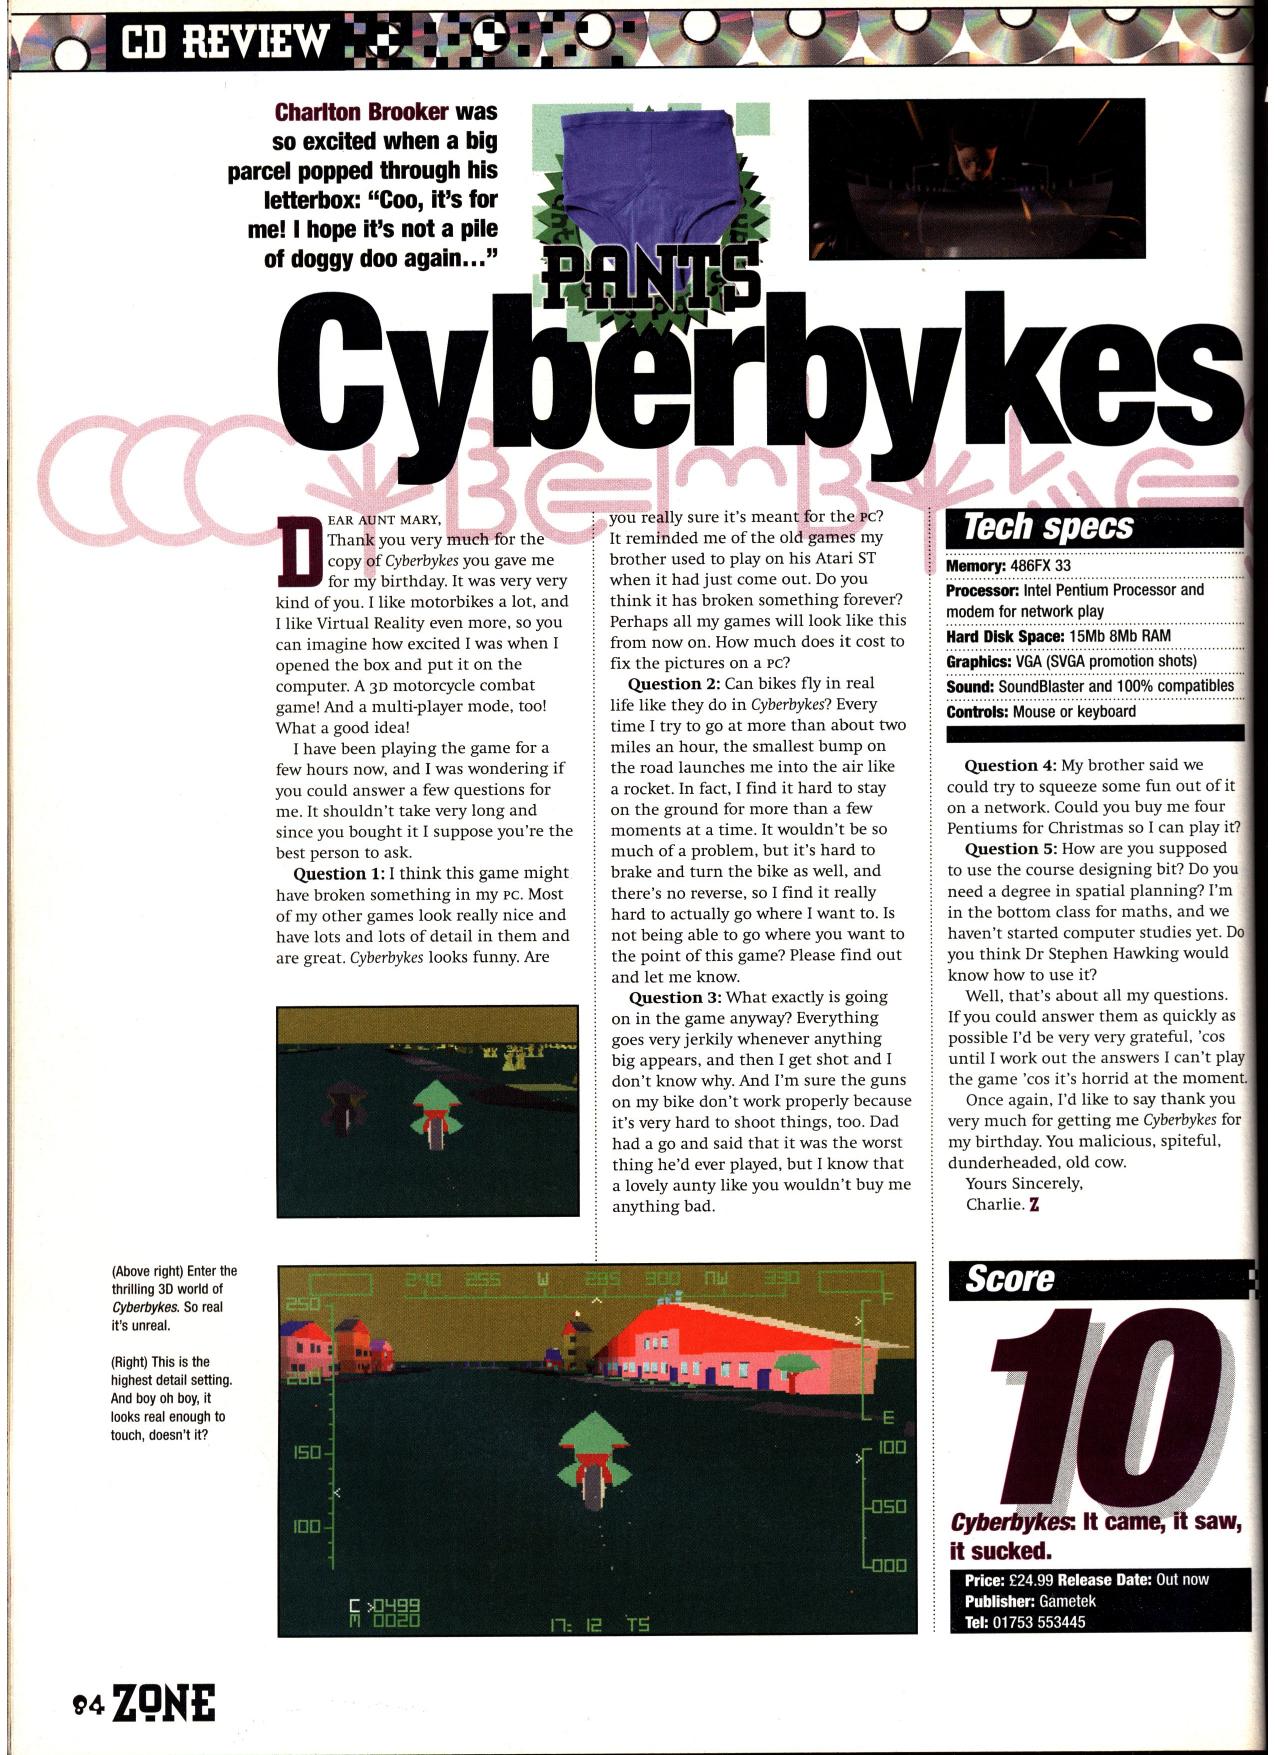 CD REVIEW
Charlton Brooker was
so excited when a big
parcel popped through his
letterbox: “Coo, it’s for
me! I hope it’s not a pile
of doggy doo again...”
PANTS
Cyberbykes
DEAR AUNT MARY,
Thank you very much for the
copy of Cyberbykes you gave me
for my birthday. It was very very
kind of you. I like motorbikes a lot, and
I like Virtual Reality even more, so you
can imagine how excited I was when I
opened the box and put it on the
computer. A 3D motorcycle combat
game! And a multi-player mode, too!
What a good idea!
I have been playing the game for a
few hours now, and I was wondering if
you could answer a few questions for
me. It shouldn’t take very long and
since you bought it I suppose you’re the
best person to ask.
Question 1: I think this game might
have broken something in my PC. Most
of my other games look really nice and
have lots and lots of detail in them and
are great. Cyberbykes looks funny. Are
you really sure it’s meant for the PC?
It reminded me of the old games my
brother used to play on his Atari ST
when it had just come out. Do you
think it has broken something forever?
Perhaps all my games will look like this
from now on. How much does it cost to
fix the pictures on a PC?
Question 2: Can bikes fly in real
life like they do in Cyberbykes? Every
time I try to go at more than about two
miles an hour, the smallest bump on
the road launches me into the air like
a rocket. In fact, I find it hard to stay
on the ground for more than a few
moments at a time. It wouldn’t be so
much of a problem, but it’s hard to
brake and turn the bike as well, and
there’s no reverse, so I find it really
hard to actually go where I want to. Is
not being able to go where you want to
the point of this game? Please find out
and let me know.
Question 3: What exactly is going
on in the game anyway? Everything
goes very jerkily whenever anything
big appears, and then I get shot and I
don’t know why. And I’m sure the guns
on my bike don’t work properly because
it’s very hard to shoot things, too. Dad
had a go and said that it was the worst
thing he’d ever played, but I know that
a lovely aunty like you wouldn’t buy me
anything bad.
Tech specs
Memory: 486FX 33
Processor: Intel Pentium Processor and
modem for network play
Hard Disk Space: 15Mb 8Mb RAM
Graphics: VGA (SVGA promotion shots)
Sound: SoundBlaster and 100% compatibles
Controls: Mouse or keyboard
Question 4: My brother said we
could try to squeeze some fun out of it
on a network. Could you buy me four
Pentiums for Christmas so I can play it?
Question 5: How are you supposed
to use the course designing bit? Do you
need a degree in spatial planning? I’m
in the bottom class for maths, and we
haven’t started computer studies yet. Do
you think Dr Stephen Hawking would
know how to use it?
Well, that’s about all my questions.
If you could answer them as quickly as
possible I’d be very very grateful, ’cos
until I work out the answers I can’t play
the game ’cos it’s horrid at the moment.
Once again, I’d like to say thank you
very much for getting me Cyberbykes for
my birthday. You malicious, spiteful,
dunderheaded, old cow.
Yours Sincerely,
Charlie. Z
(Above right) Enter the
thrilling 3D world of
Cyberbykes. So real
it’s unreal.
(Right) This is the
highest detail setting.
And boy oh boy, it
looks real enough to
touch, doesn’t it?
240 255 W 285 300 NW 330
250
200
150
100
F
E
100
050
000
C 0499
M 0020
17: 12 TS
Score
10
Cyberbykes: It came, it saw,
it sucked.
Price: £24.99 Release Date: Out now
Publisher: Gametek
Tel: 01753 553445
94 ZONE